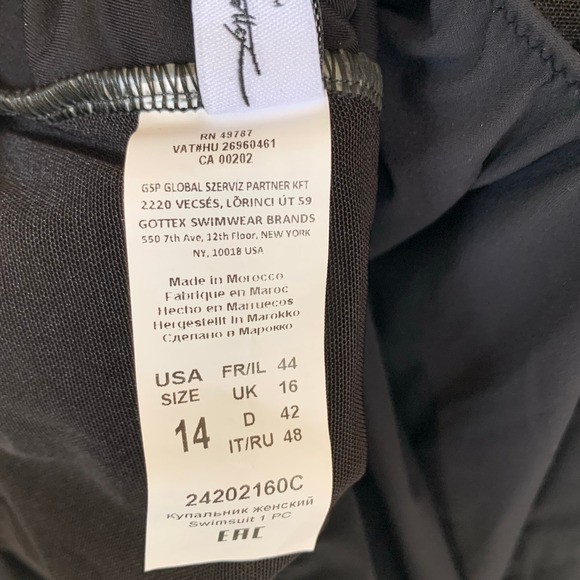 RN 49787
VAT#HU 26960461
CA 00202
GSP GLOBAL SZERVIZ PARTNER KFT
2220 VECSÉS, LŐRINCI ÚT 59
GOTTEX SWIMWEAR BRANDS
550 7th Ave, 12th Floor, NEW YORK
NY, 10018 USA
Made in Morocco
Fabrique en Maroc
Hecho en Marruecos
Hergestellt in Marokko
Сделано в Марокко
USA SIZE 14
FR/IL 44
UK 16
D 42
IT/RU 48
24202160C
Купальник женский
Swimsuit 1 PC
EAC